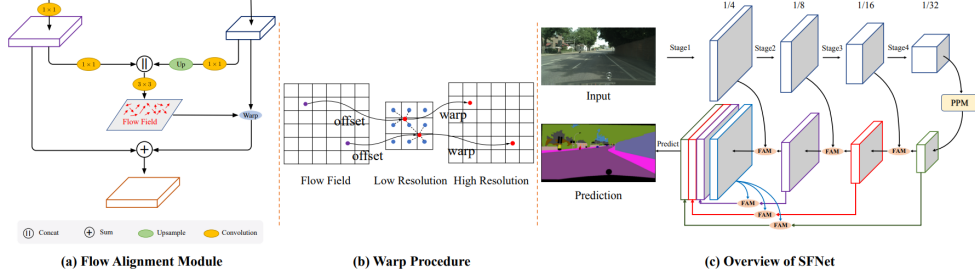 1 × 1
1 × 1
Up
1 × 1
3 × 3
Flow Field
Warp
Concat
Sum
Upsample
Convolution
(a) Flow Alignment Module
offset
warp
offset
warp
Flow Field
Low Resolution
High Resolution
(b) Warp Procedure
1/4
1/8
1/16
1/32
Stage1
Stage2
Stage3
Stage4
Input
PPM
Predict
FAM
FAM
FAM
Prediction
FAM
FAM
FAM
(c) Overview of SFNet